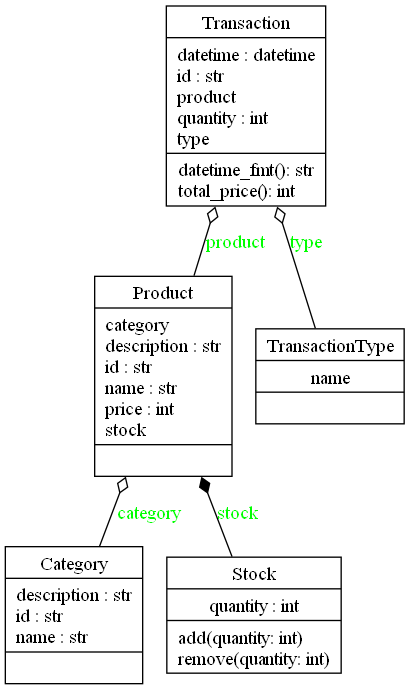 Transaction
datetime : datetime
id : str
product
quantity : int
type
datetime_fmt(): str
total_price(): int
product
type
Product
category
description : str
id : str
name : str
price : int
stock
TransactionType
name
category
stock
Category
description : str
id : str
name : str
Stock
quantity : int
add(quantity: int)
remove(quantity: int)